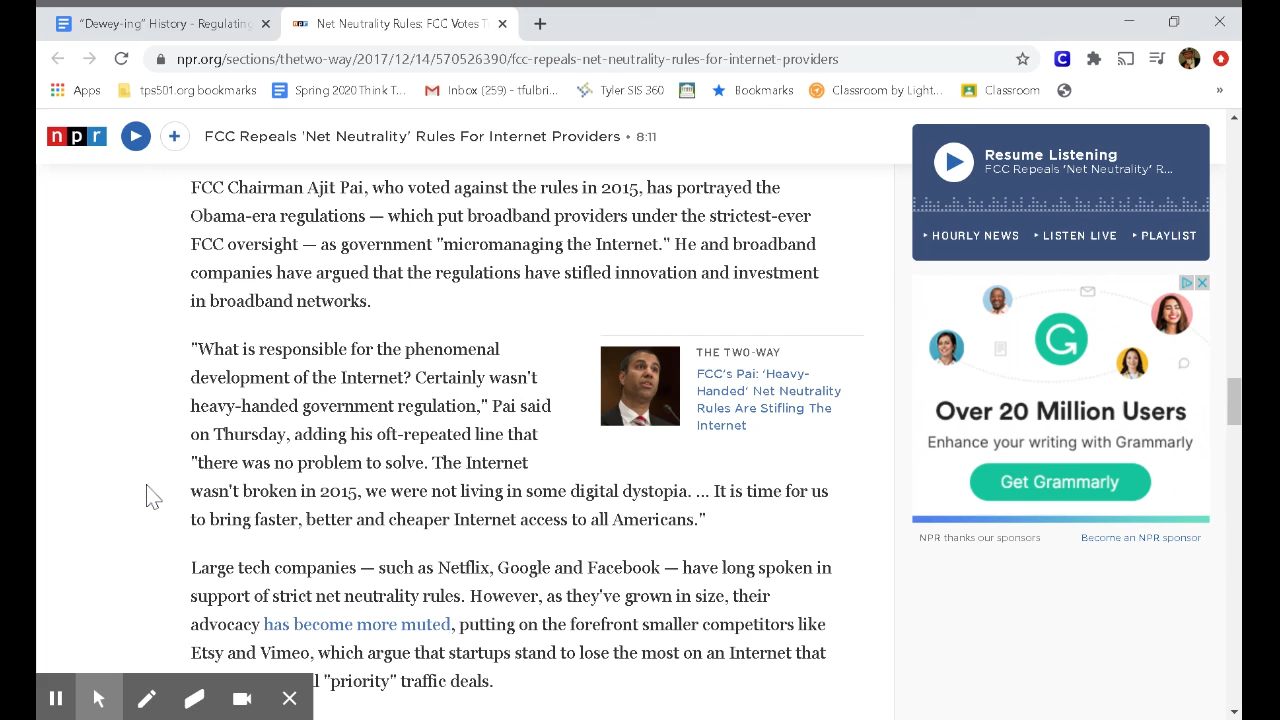 "Dewey-ing" History - Regulating
Net Neutrality Rules: FCC Votes T
npr.org/sections/thetwo-way/2017/12/14/570526390/fcc-repeals-net-neutrality-rules-for-internet-providers
Apps
tps501.org bookmarks
Spring 2020 Think T...
Inbox (259) - tfulbri...
Tyler SIS 360
Bookmarks
Classroom by Light...
Classroom
»
npr
FCC Repeals 'Net Neutrality' Rules For Internet Providers • 8:11
FCC Chairman Ajit Pai, who voted against the rules in 2015, has portrayed the
Obama-era regulations — which put broadband providers under the strictest-ever
FCC oversight — as government "micromanaging the Internet." He and broadband
companies have argued that the regulations have stifled innovation and investment
in broadband networks.
"What is responsible for the phenomenal
development of the Internet? Certainly wasn't
heavy-handed government regulation," Pai said
on Thursday, adding his oft-repeated line that
"there was no problem to solve. The Internet
wasn't broken in 2015, we were not living in some digital dystopia. ... It is time for us
to bring faster, better and cheaper Internet access to all Americans."
THE TWO-WAY
FCC's Pai: 'Heavy-
Handed' Net Neutrality
Rules Are Stifling The
Internet
Large tech companies — such as Netflix, Google and Facebook — have long spoken in
support of strict net neutrality rules. However, as they've grown in size, their
advocacy has become more muted, putting on the forefront smaller competitors like
Etsy and Vimeo, which argue that startups stand to lose the most on an Internet that
"priority" traffic deals.
Resume Listening
FCC Repeals 'Net Neutrality' R...
HOURLY NEWS
LISTEN LIVE
PLAYLIST
G
Over 20 Million Users
Enhance your writing with Grammarly
Get Grammarly
NPR thanks our sponsors
Become an NPR sponsor